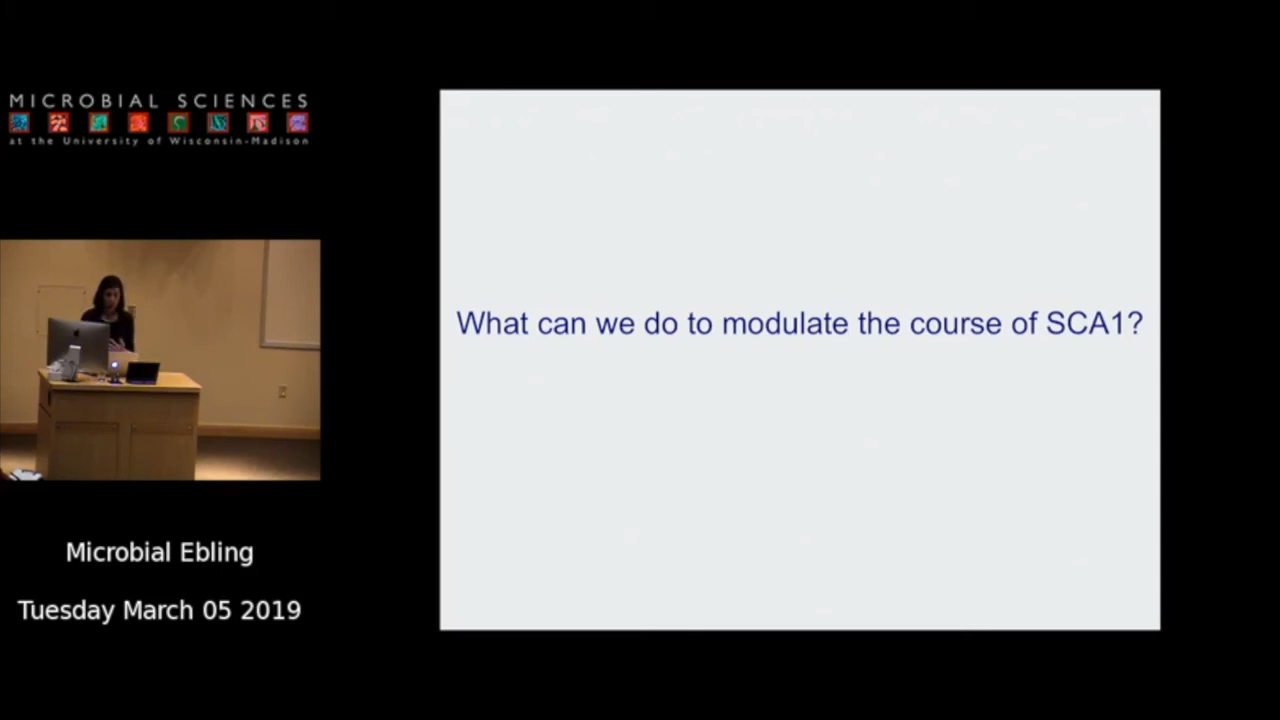 MICROBIAL SCIENCES
at the University of Wisconsin-Madison
What can we do to modulate the course of SCA1?
Microbial Ebling
Tuesday March 05 2019